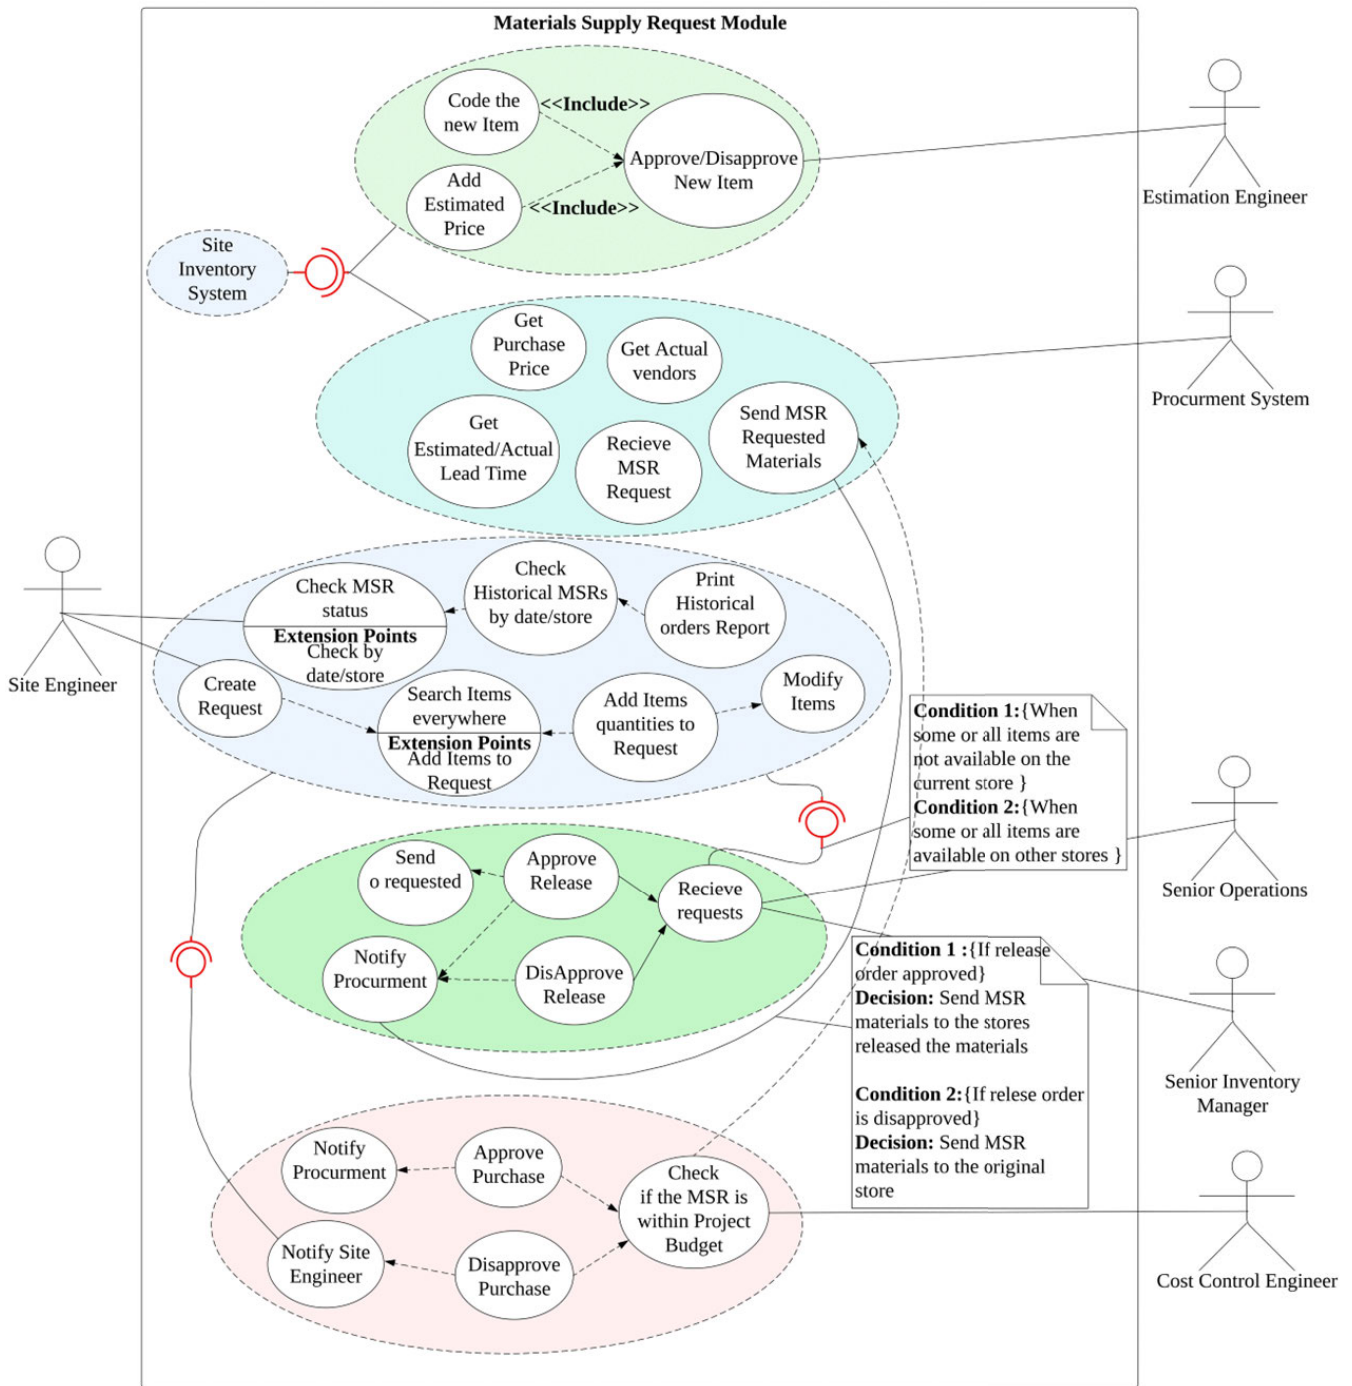 Materials Supply Request Module
Code the
new Item
<<Include>>
Approve/Disapprove
New Item
Add
Estimated
Price
<<Include>>
Estimation Engineer
Site
Inventory
System
Get
Purchase
Price
Get Actual
vendors
Procurment System
Get
Estimated/Actual
Lead Time
Recieve
MSR
Request
Send MSR
Requested
Materials
Site Engineer
Check MSR
status
Extension Points
Check by
date/store
Check
Historical MSRs
by date/store
Print
Historical
orders Report
Create
Request
Search Items
everywhere
Extension Points
Add Items to
Request
Add Items
quantities to
Request
Modify
Items
Condition 1:{When
some or all items are
not available on the
current store }
Condition 2:{When
some or all items are
available on other stores }
Senior Operations
Send
o requested
Approve
Release
Recieve
requests
Notify
Procurment
DisApprove
Release
Condition 1 :{If release
order approved}
Decision: Send MSR
materials to the stores
released the materials
Condition 2:{If relese order
is disapproved}
Decision: Send MSR
materials to the original
store
Senior Inventory
Manager
Notify
Procurment
Approve
Purchase
Check
if the MSR is
within Project
Budget
Notify Site
Engineer
Disapprove
Purchase
Cost Control Engineer